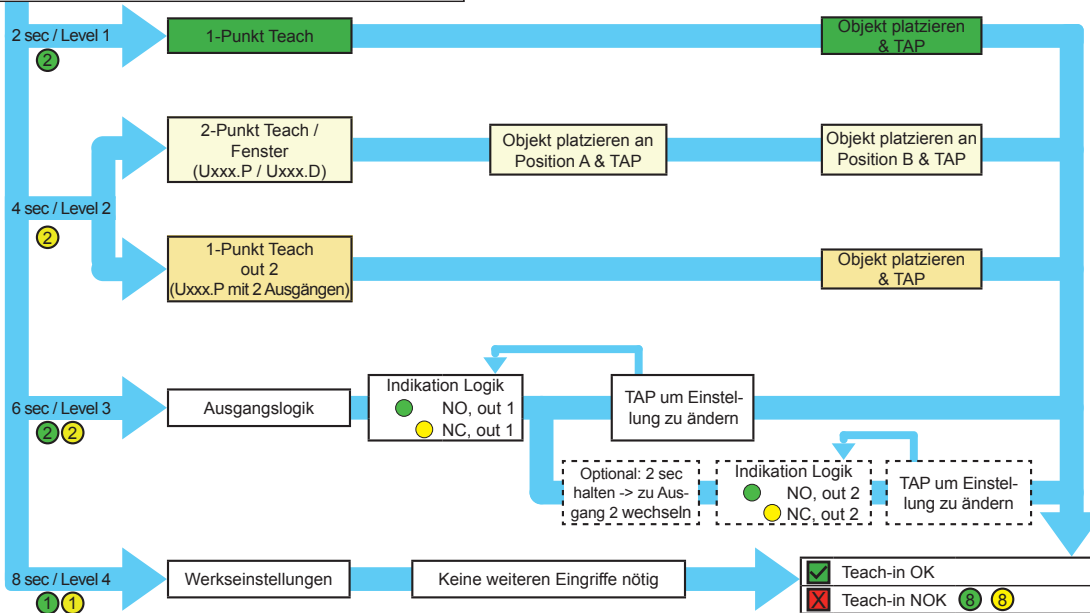 2 sec / Level 1
2
1-Punkt Teach
Objekt platzieren
& TAP
4 sec / Level 2
2
2-Punkt Teach /
Fenster
(Uxxx.P / Uxxx.D)
Objekt platzieren an
Position A & TAP
Objekt platzieren an
Position B & TAP
1-Punkt Teach
out 2
(Uxxx.P mit 2 Ausgängen)
Objekt platzieren
& TAP
6 sec / Level 3
2 2
Ausgangslogik
Indikation Logik
NO, out 1
NC, out 1
TAP um Einstel-
lung zu ändern
Optional: 2 sec
halten -> zu Aus-
gang 2 wechseln
Indikation Logik
NO, out 2
NC, out 2
TAP um Einstel-
lung zu ändern
8 sec / Level 4
1 1
Werkseinstellungen
Keine weiteren Eingriffe nötig
Teach-in OK
Teach-in NOK 8 8